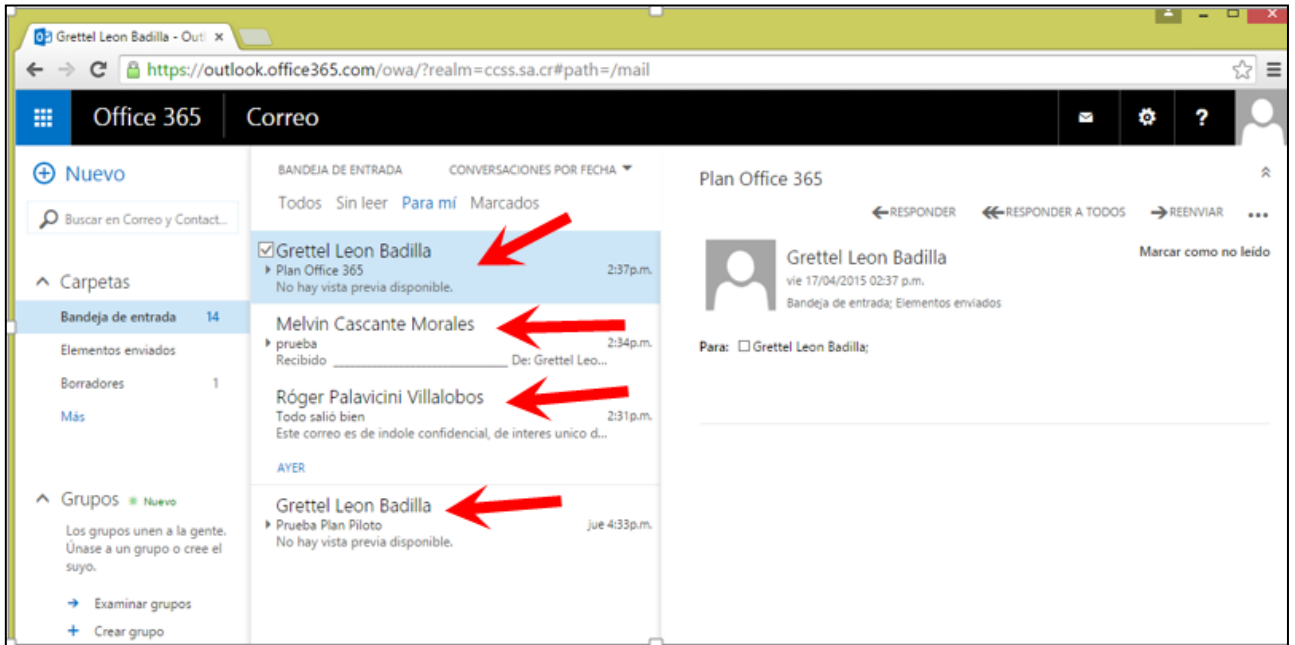 Grettel Leon Badilla - Outl
https://outlook.office365.com/owa/?realm=ccss.sa.cr#path=/mail
Office 365
Correo
Nuevo
Buscar en Correo y Contact...
Carpetas
Bandeja de entrada 14
Elementos enviados
Borradores 1
Más
Grupos Nuevo
Los grupos unen a la gente.
Únase a un grupo o cree el
suyo.
Examinar grupos
Crear grupo
BANDEJA DE ENTRADA CONVERSACIONES POR FECHA
Todos Sin leer Para mí Marcados
Grettel Leon Badilla
Plan Office 365 2:37p.m.
No hay vista previa disponible.
Melvin Cascante Morales
prueba 2:34p.m.
Recibido ________________________ De: Grettel Leo...
Róger Palavicini Villalobos
Todo salió bien 2:31p.m.
Este correo es de indole confidencial, de interes unico d...
AYER
Grettel Leon Badilla
Prueba Plan Piloto jue 4:33p.m.
No hay vista previa disponible.
Plan Office 365
RESPONDER RESPONDER A TODOS REENVIAR ...
Grettel Leon Badilla Marcar como no leído
vie 17/04/2015 02:37 p.m.
Bandeja de entrada; Elementos enviados
Para: Grettel Leon Badilla;